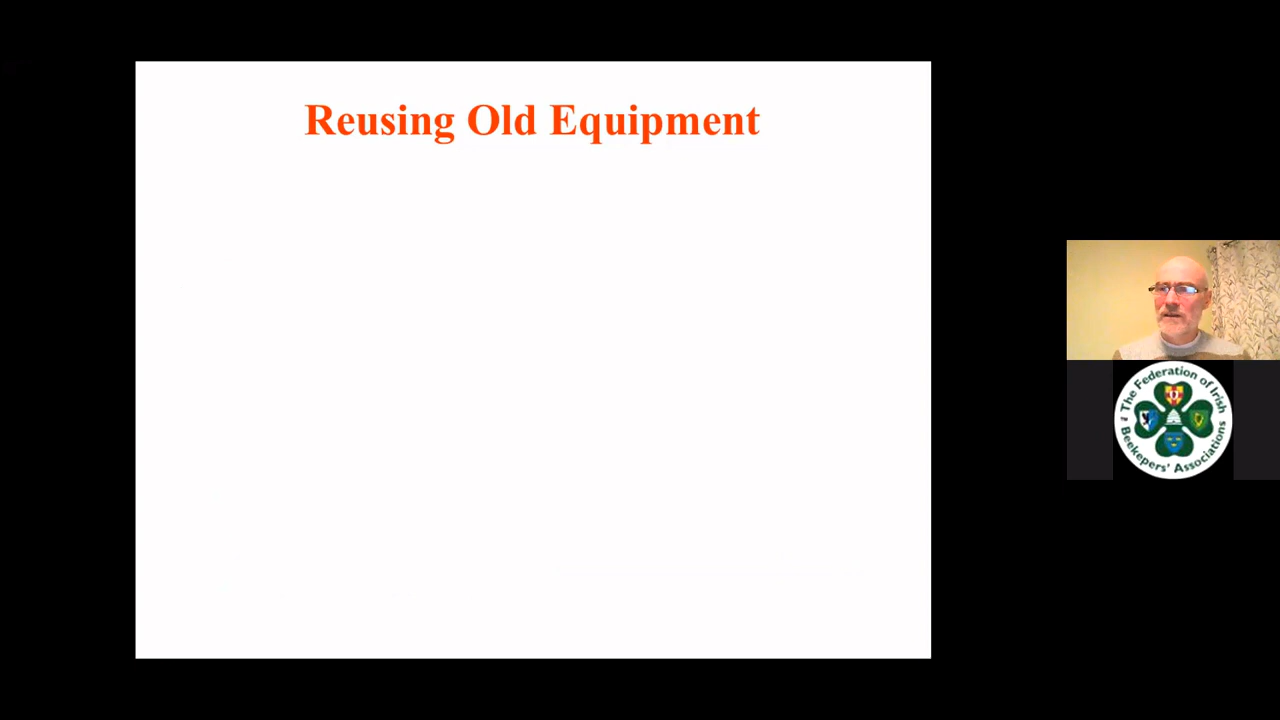 Reusing Old Equipment
The Federation of Irish
Beekepers' Associations